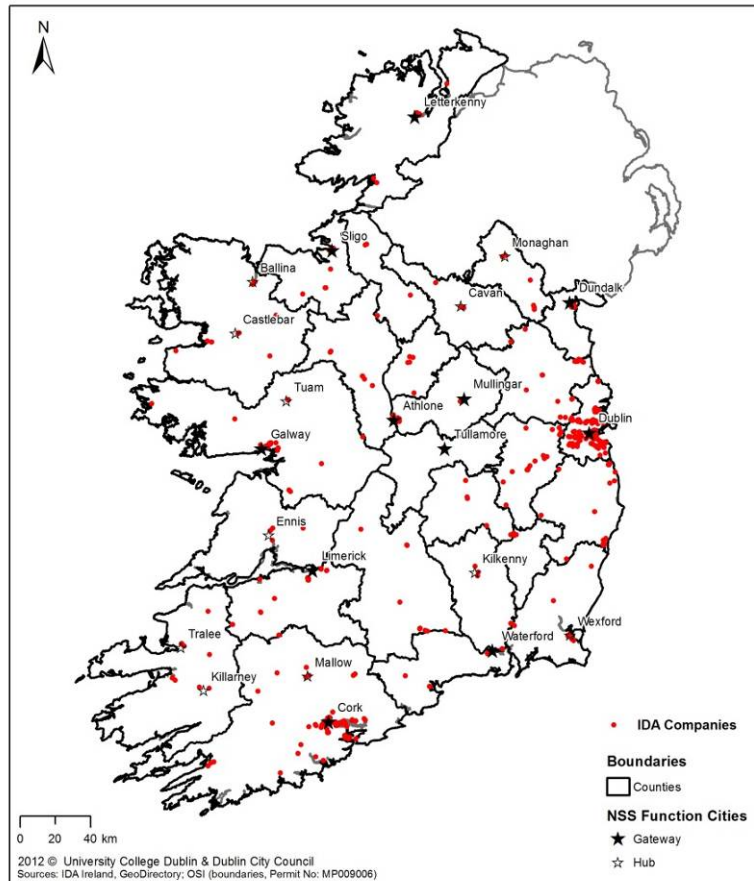 N
Letterkenny
Sligo
Monaghan
Ballina
Cavan
Dundalk
Castlebar
Tuam
Mullingar
Athlone
Dublin
Galway
Tullamore
Ennis
Limerick
Kilkenny
Tralee
Waterford
Wexford
Killarney
Mallow
Cork
IDA Companies
Boundaries
Counties
NSS Function Cities
Gateway
Hub
0 20 40 km
2012 © University College Dublin & Dublin City Council
Sources: IDA Ireland, GeoDirectory; OSI (boundaries, Permit No: MP009006)